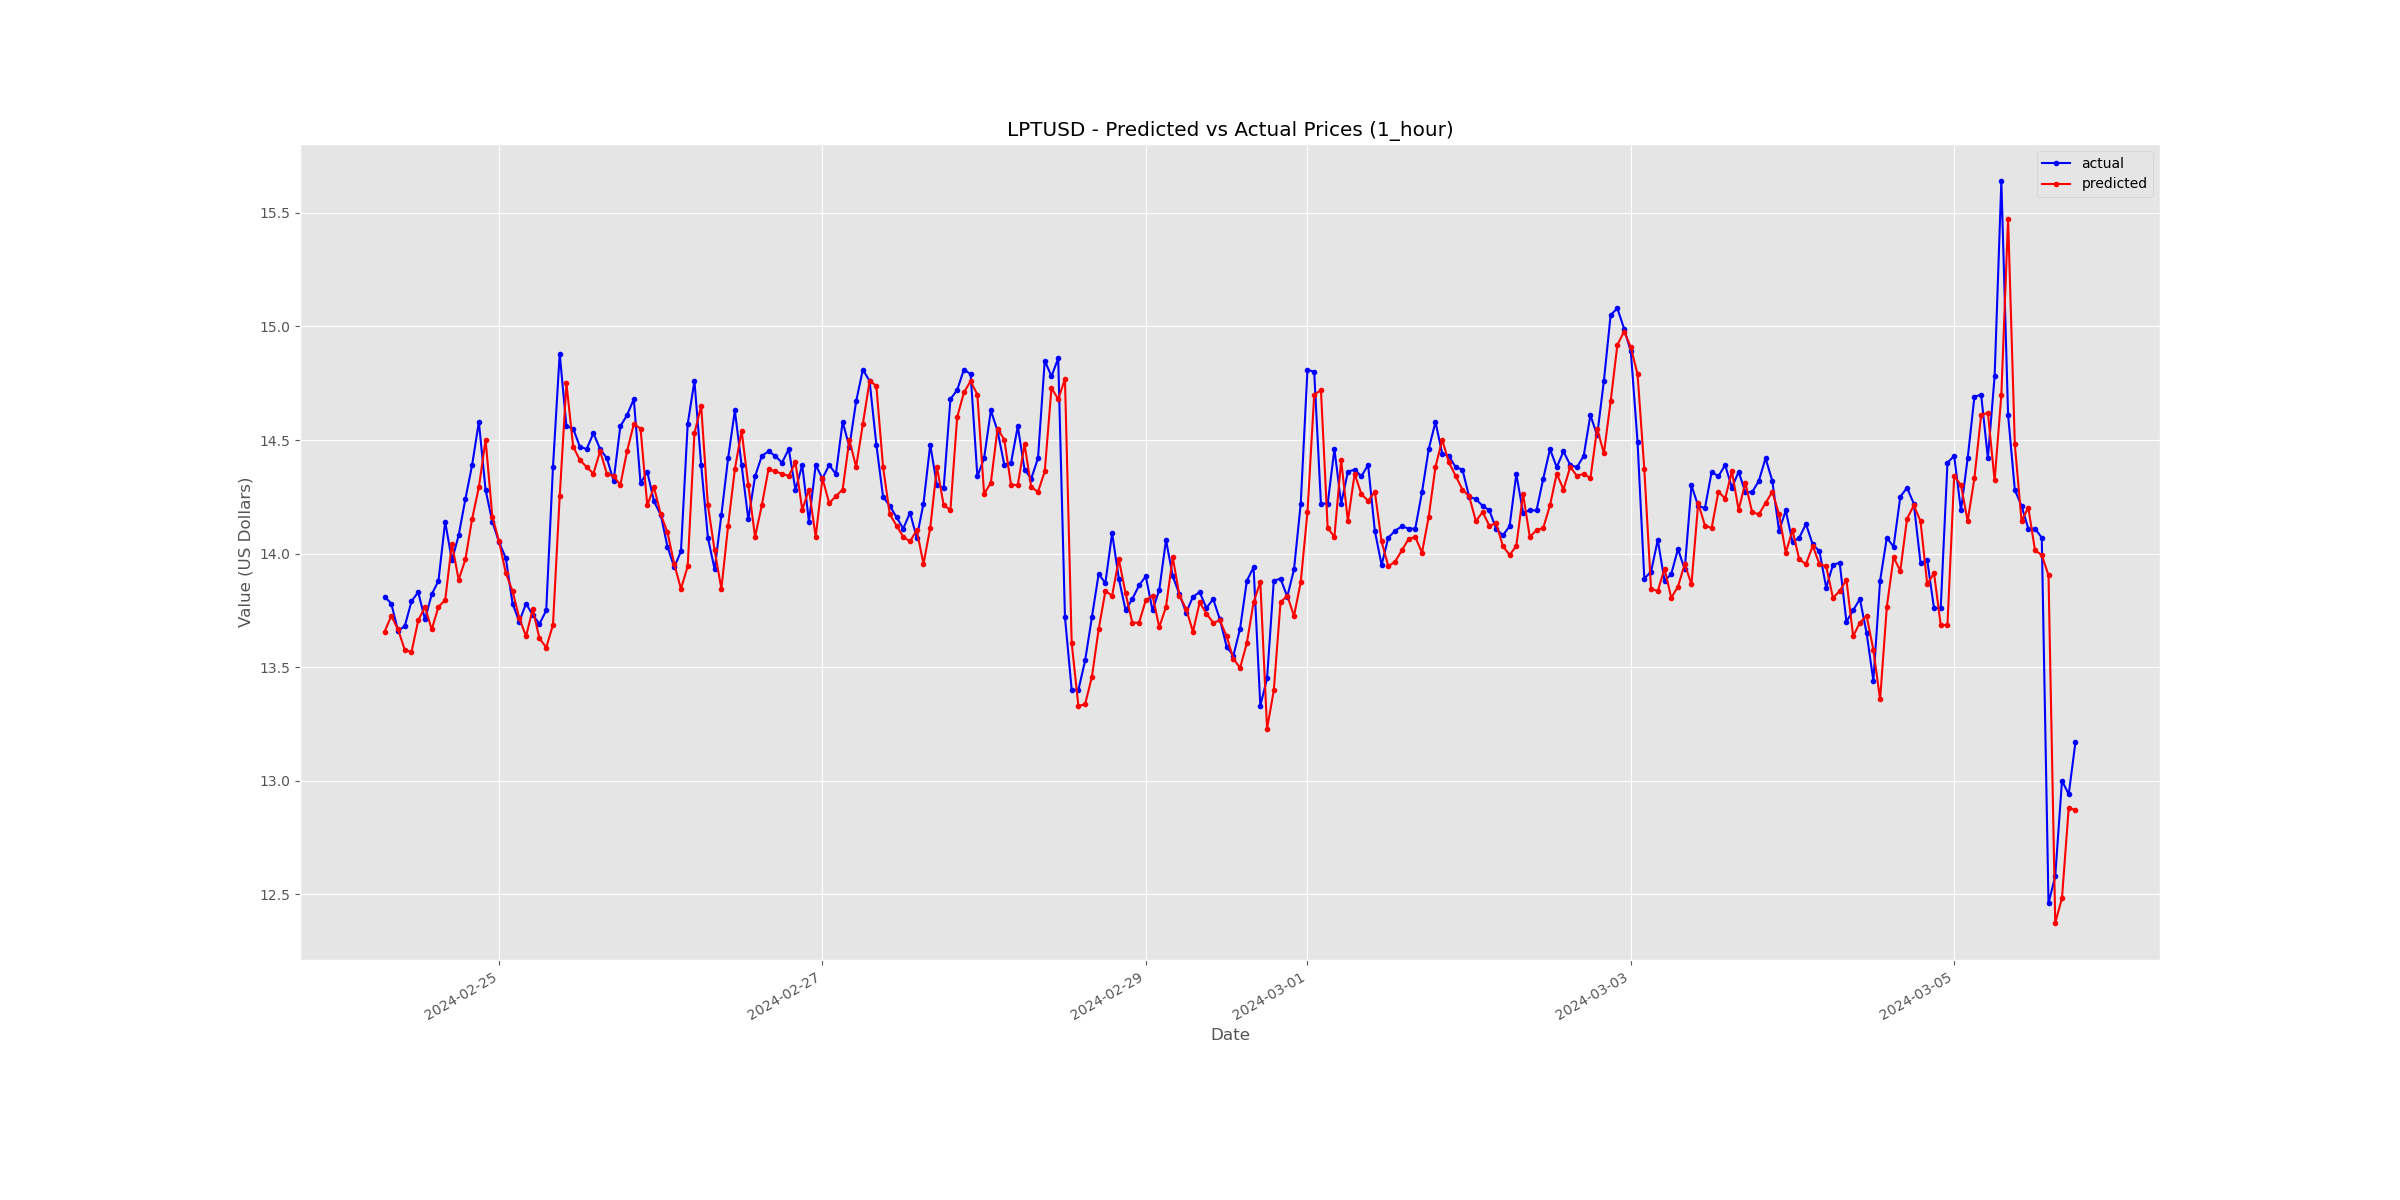 LPTUSD - Predicted vs Actual Prices (1_hour)
actual
predicted
Value (US Dollars)
15.5
15.0
14.5
14.0
13.5
13.0
12.5
2024-02-25
2024-02-27
2024-02-29
2024-03-01
2024-03-03
2024-03-05
Date